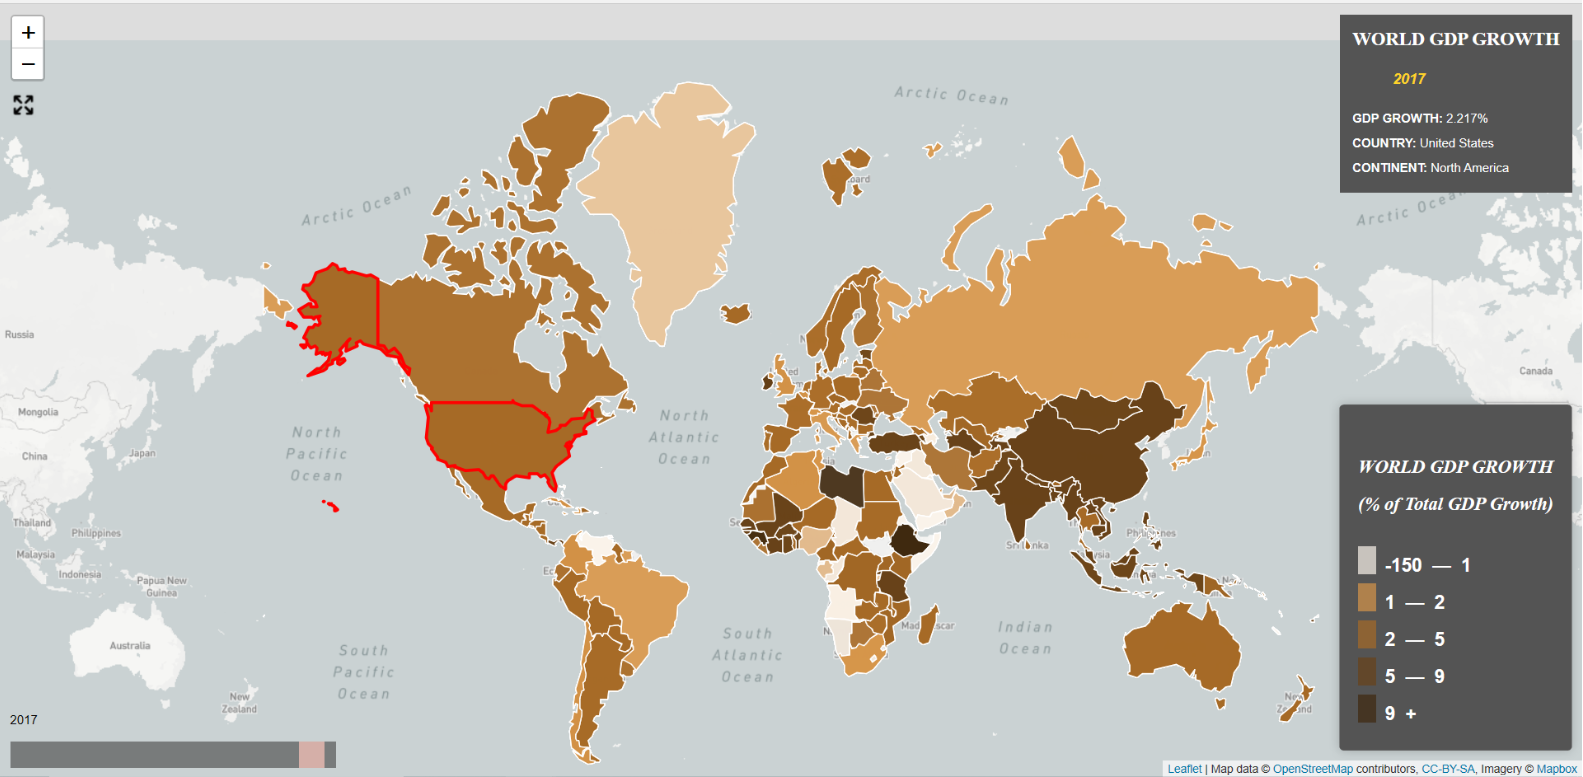 +
−
WORLD GDP GROWTH
2017
GDP GROWTH: 2.217%
COUNTRY: United States
CONTINENT: North America
Arctic Ocean
Arctic Ocean
Arctic Ocea
Russia
Canada
Mongolia
China
Japan
North
Pacific
Ocean
North
Atlantic
Ocean
Thailand
Philippines
Malaysia
Indonesia
Papua New
Guinea
Sri Lanka
Australia
South
Pacific
Ocean
South
Atlantic
Ocean
Indian
Ocean
New
Zealand
WORLD GDP GROWTH
(% of Total GDP Growth)
-150 — 1
1 — 2
2 — 5
5 — 9
9 +
2017
Leaflet | Map data © OpenStreetMap contributors, CC-BY-SA, Imagery © Mapbox